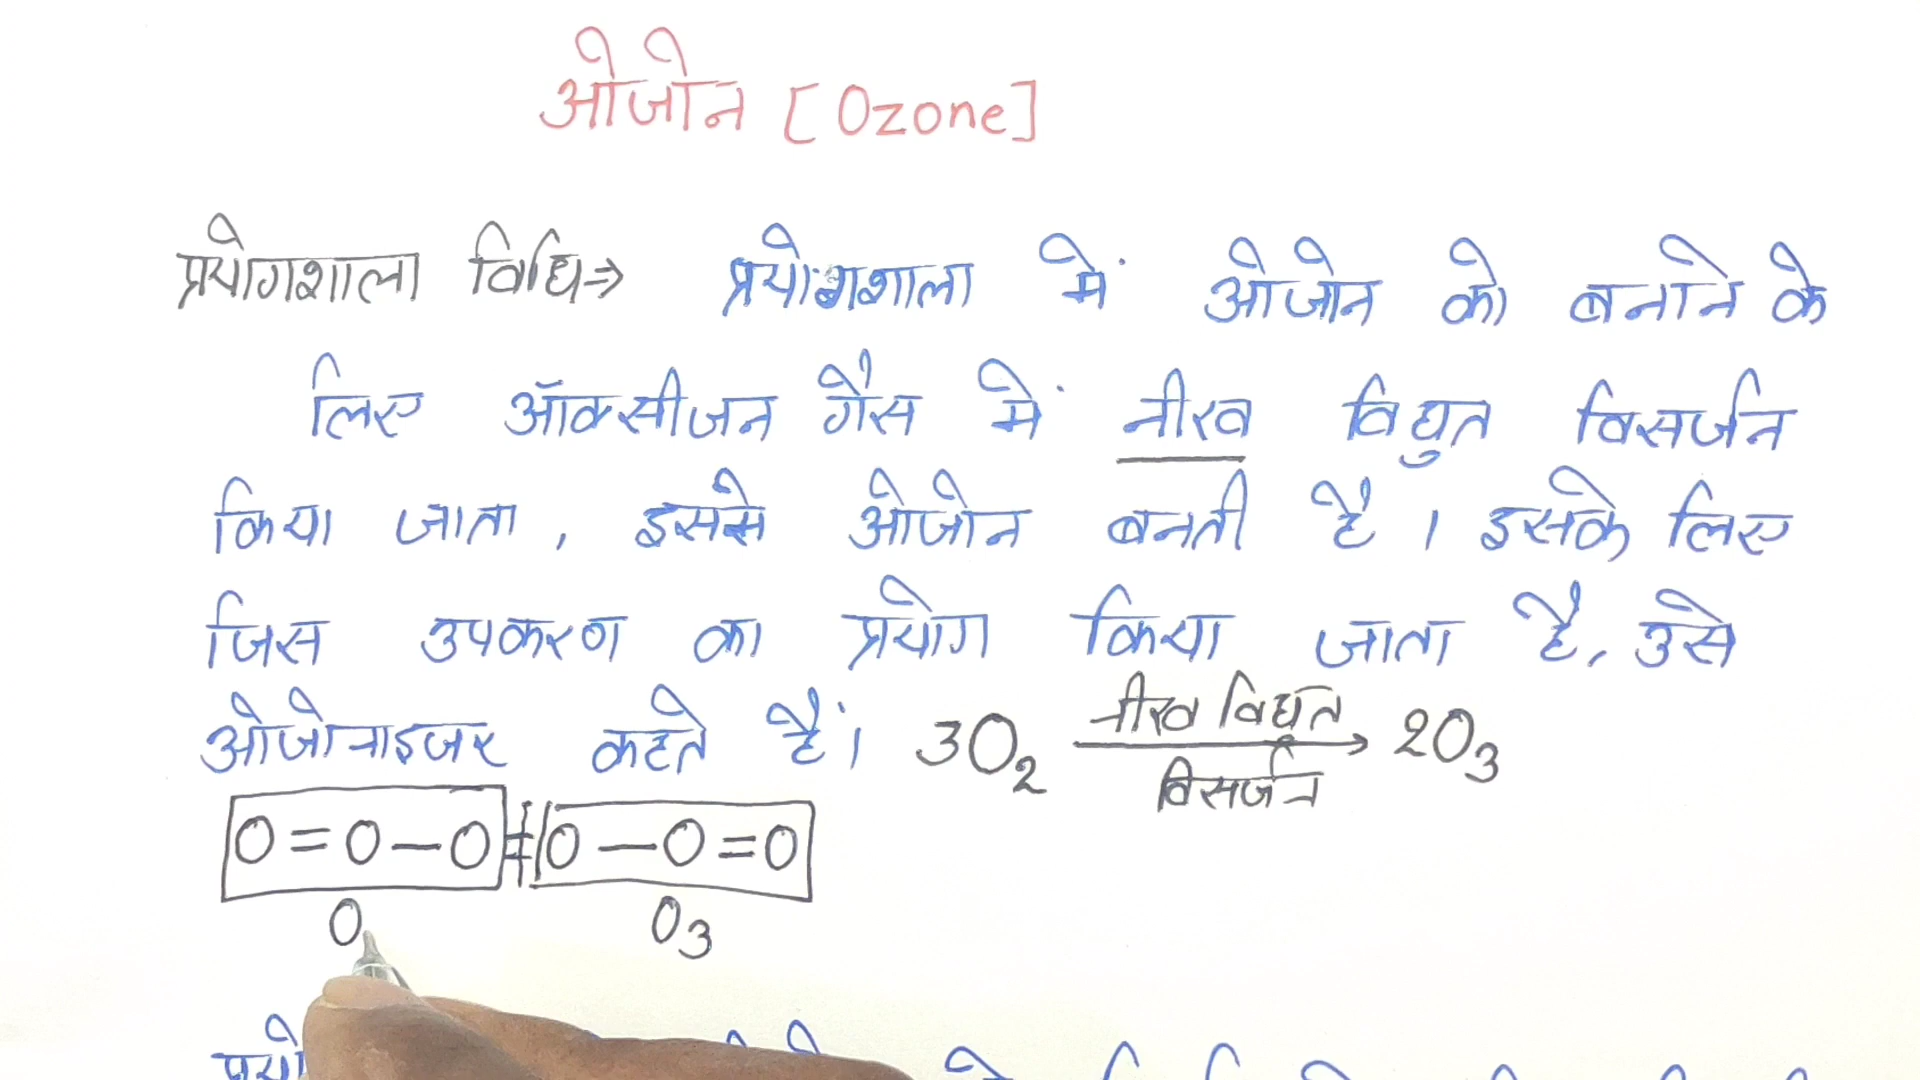 ओजोन [Ozone]
प्रयोगशाला विधि⇒ प्रयोगशाला में ओजोन को बनाने के
लिए ऑक्सीजन गैस में नीरव विद्युत विसर्जन
किया जाता , इससे ओजोन बनती है । इसके लिए
जिस उपकरण का प्रयोग किया जाता है, उसे
ओजोनाइजर कहते हैं। 3O₂ नीरव विद्युत विसर्जन → 2O₃
O=O—O + O—O=O
O O₃